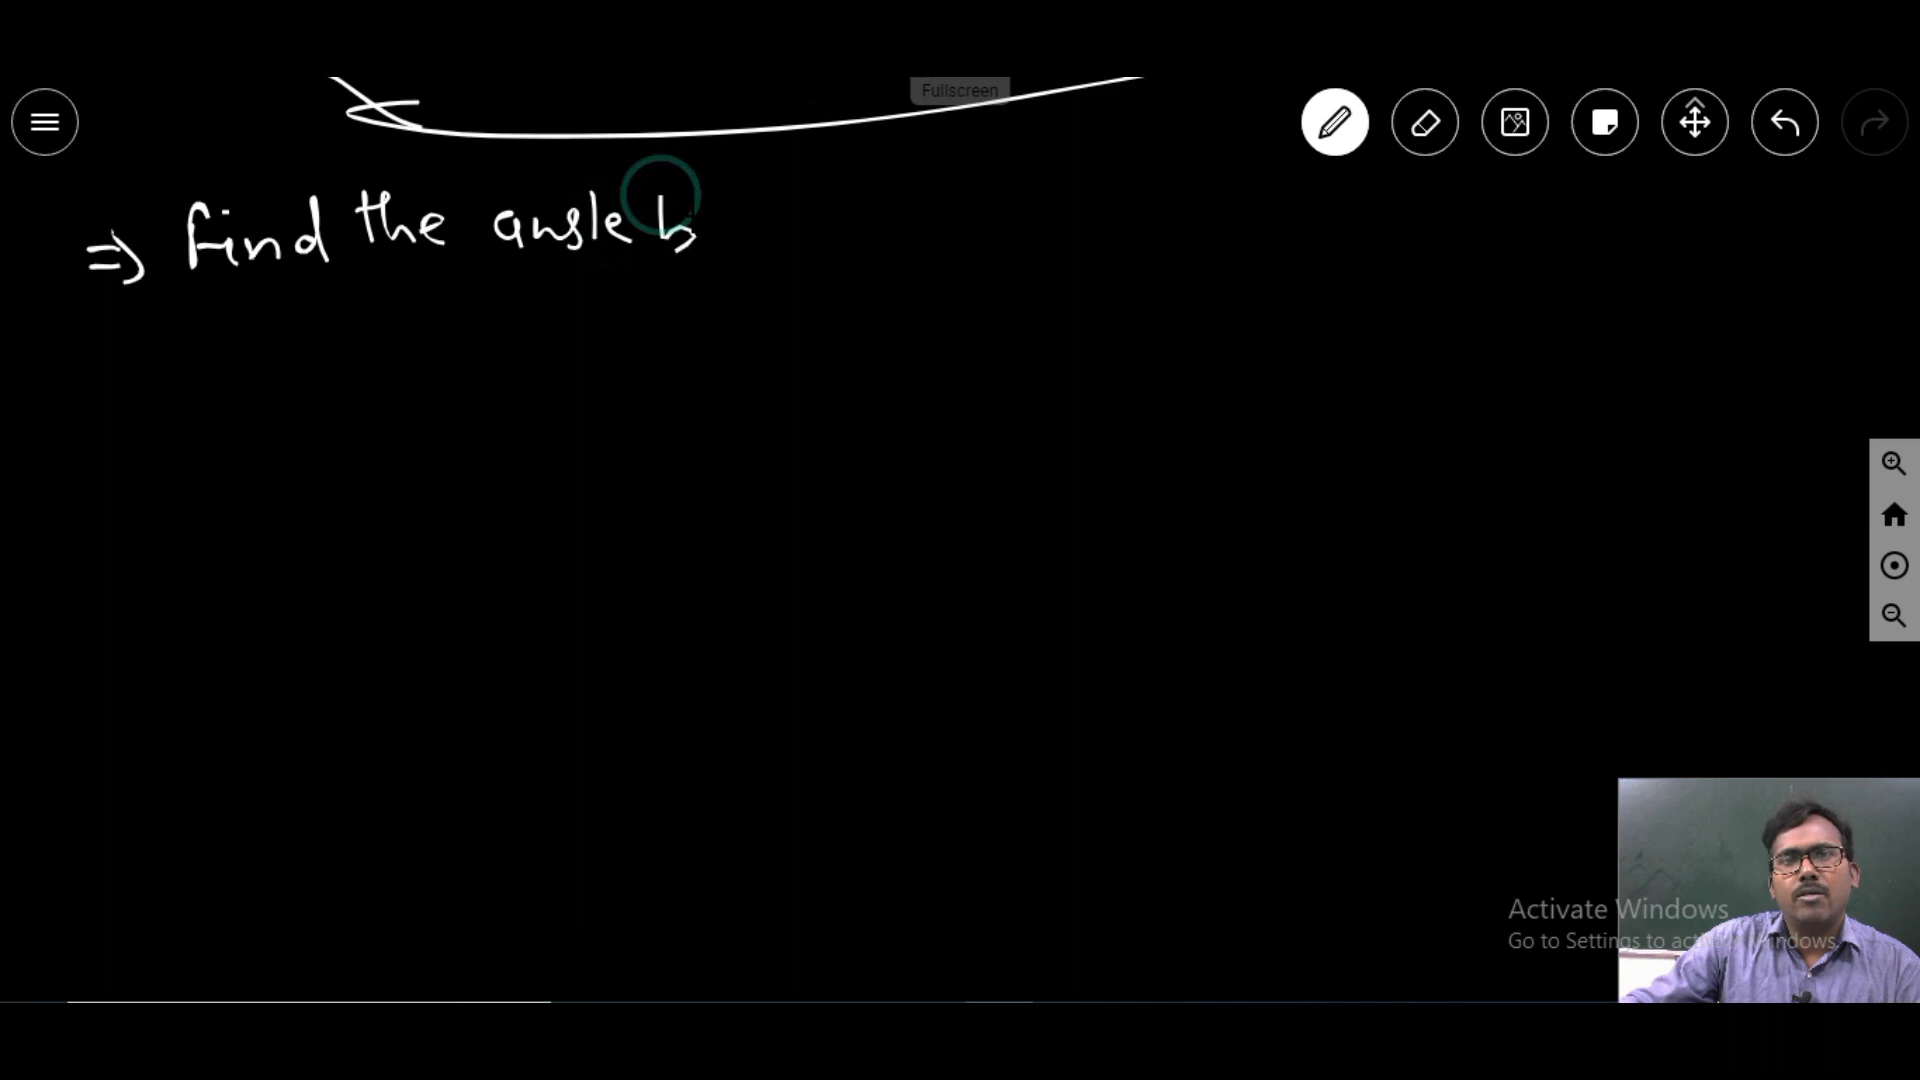 Fullscreen
⇒ Find the angle b
Activate Windows
Go to Settings to activate Windows.